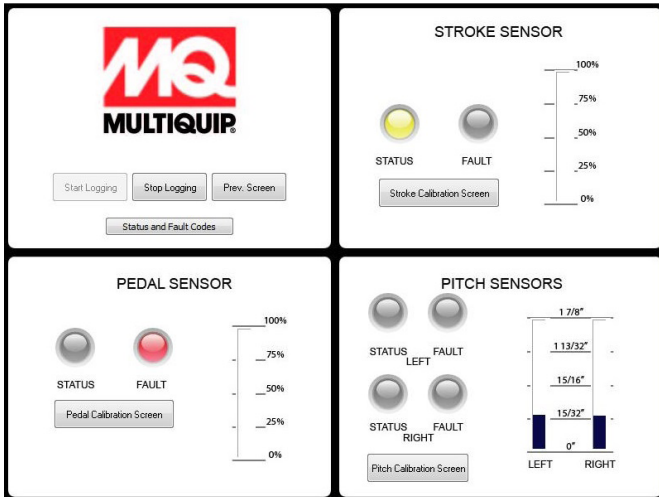 MQ
MULTIQUIP®
Start Logging
Stop Logging
Prev. Screen
Status and Fault Codes
STROKE SENSOR
STATUS
FAULT
Stroke Calibration Screen
100%
75%
50%
25%
0%
PEDAL SENSOR
STATUS
FAULT
Pedal Calibration Screen
100%
75%
50%
25%
0%
PITCH SENSORS
STATUS
FAULT
LEFT
STATUS
FAULT
RIGHT
Pitch Calibration Screen
1 7/8"
1 13/32"
15/16"
15/32"
0"
LEFT
RIGHT